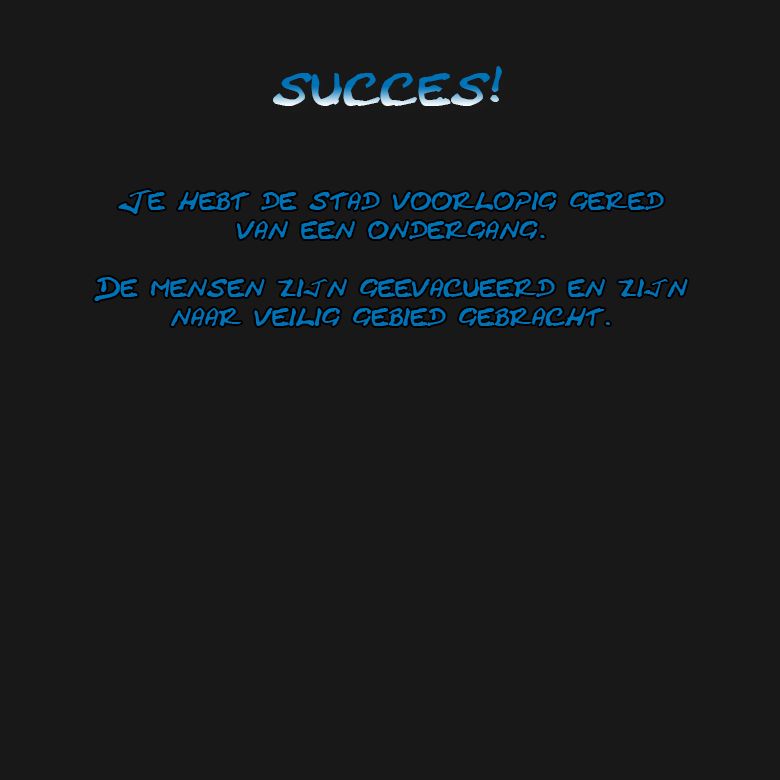 SUCCES!
Je hebt de stad voorlopig gered
van een ondergang.
De mensen zijn geevacueerd en zijn
naar veilig gebied gebracht.